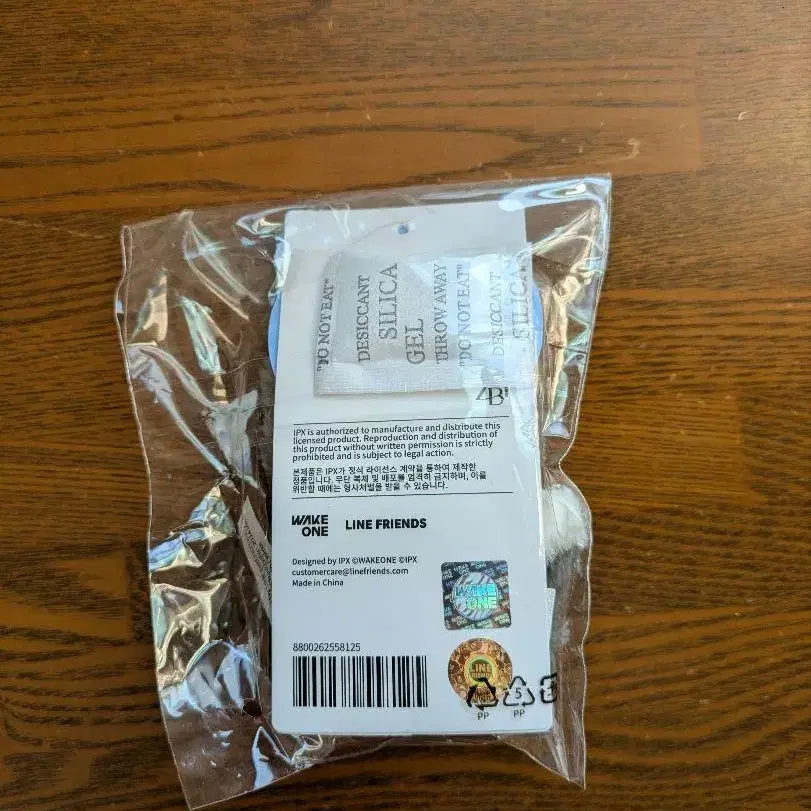 "DO NOT EAT"
DESICCANT
SILICA
GEL
THROW AWAY
"DO NOT EAT"
DESICCANT
SILICA
IPX is authorized to manufacture and distribute this
licensed product. Reproduction and distribution of
this product without written permission is strictly
prohibited and is subject to legal action.
본제품은 IPX가 정식 라이선스 계약을 통하여 제작한
정품입니다. 무단 복제 및 배포를 엄격히 금지하며, 이를
위반할 때에는 형사처벌을 받을 수 있습니다.
WAKE
ONE
LINE FRIENDS
Designed by IPX ©WAKEONE ©IPX
customercare@linefriends.com
Made in China
WAKE
ONE
8800262558125
LINE
FRIENDS
5
PP
PP